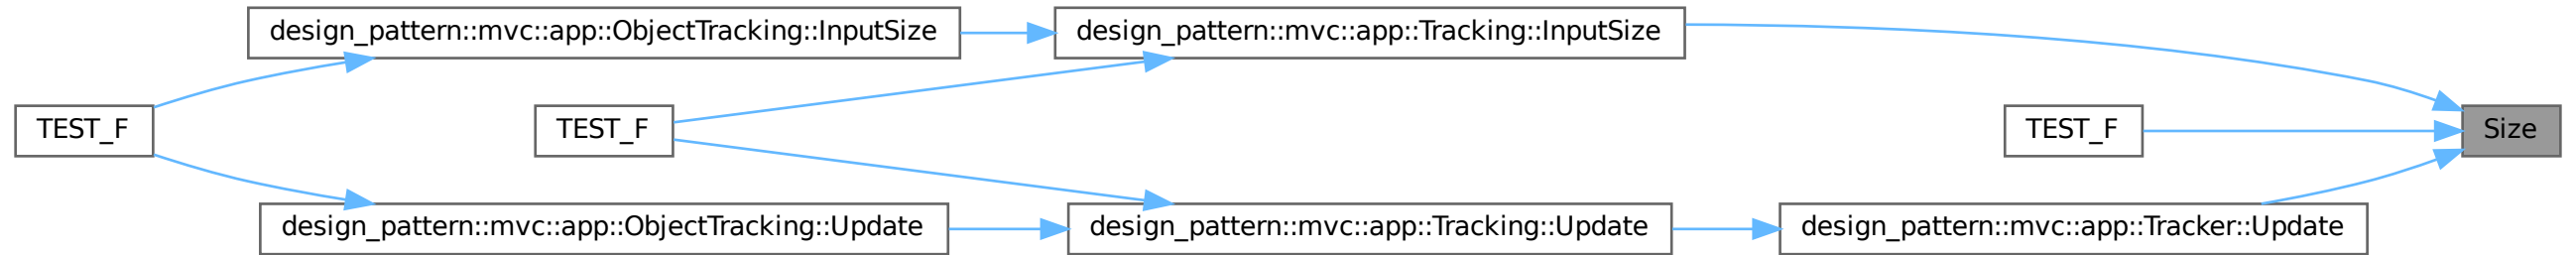 design_pattern::mvc::app::ObjectTracking::InputSize
design_pattern::mvc::app::Tracking::InputSize
TEST_F
TEST_F
TEST_F
Size
design_pattern::mvc::app::ObjectTracking::Update
design_pattern::mvc::app::Tracking::Update
design_pattern::mvc::app::Tracker::Update